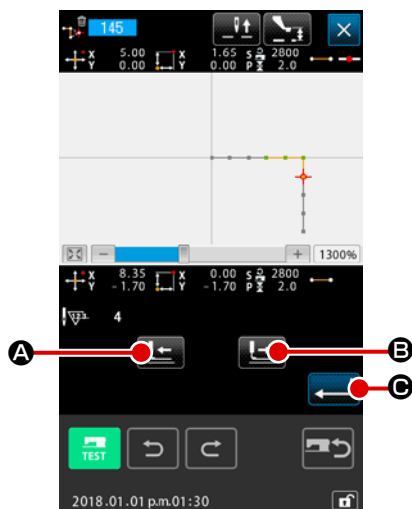 145
X 5.00 X 1.65 S 2800
Y 0.00 Y 0.00 P 2.0
1300%
X 8.35 X 0.00 S 2800
Y -1.70 Y -1.70 P 2.0
123 4
A
B
C
TEST
2018.01.01 p.m.01:30